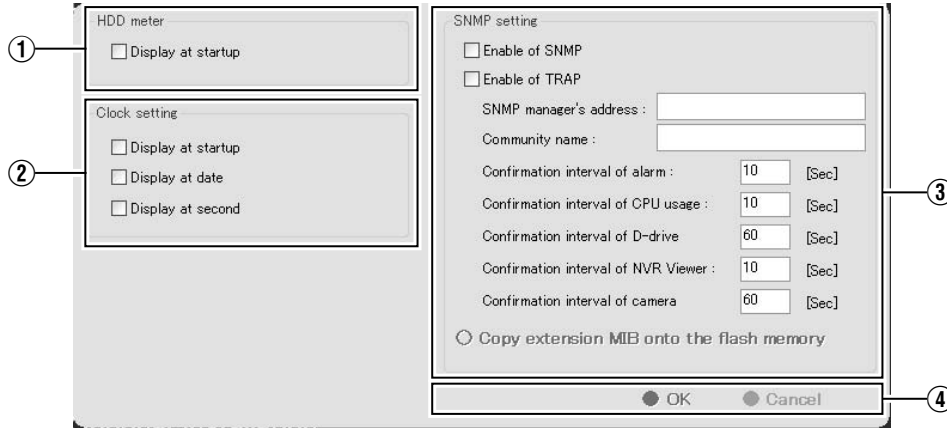 HDD meter
① Display at startup
Clock setting
Display at startup
② Display at date
Display at second
SNMP setting
Enable of SNMP
Enable of TRAP
SNMP manager's address :
Community name :
Confirmation interval of alarm : 10 [Sec]
③
Confirmation interval of CPU usage : 10 [Sec]
Confirmation interval of D-drive 60 [Sec]
Confirmation interval of NVR Viewer : 10 [Sec]
Confirmation interval of camera 60 [Sec]
Copy extension MIB onto the flash memory
OK Cancel ④